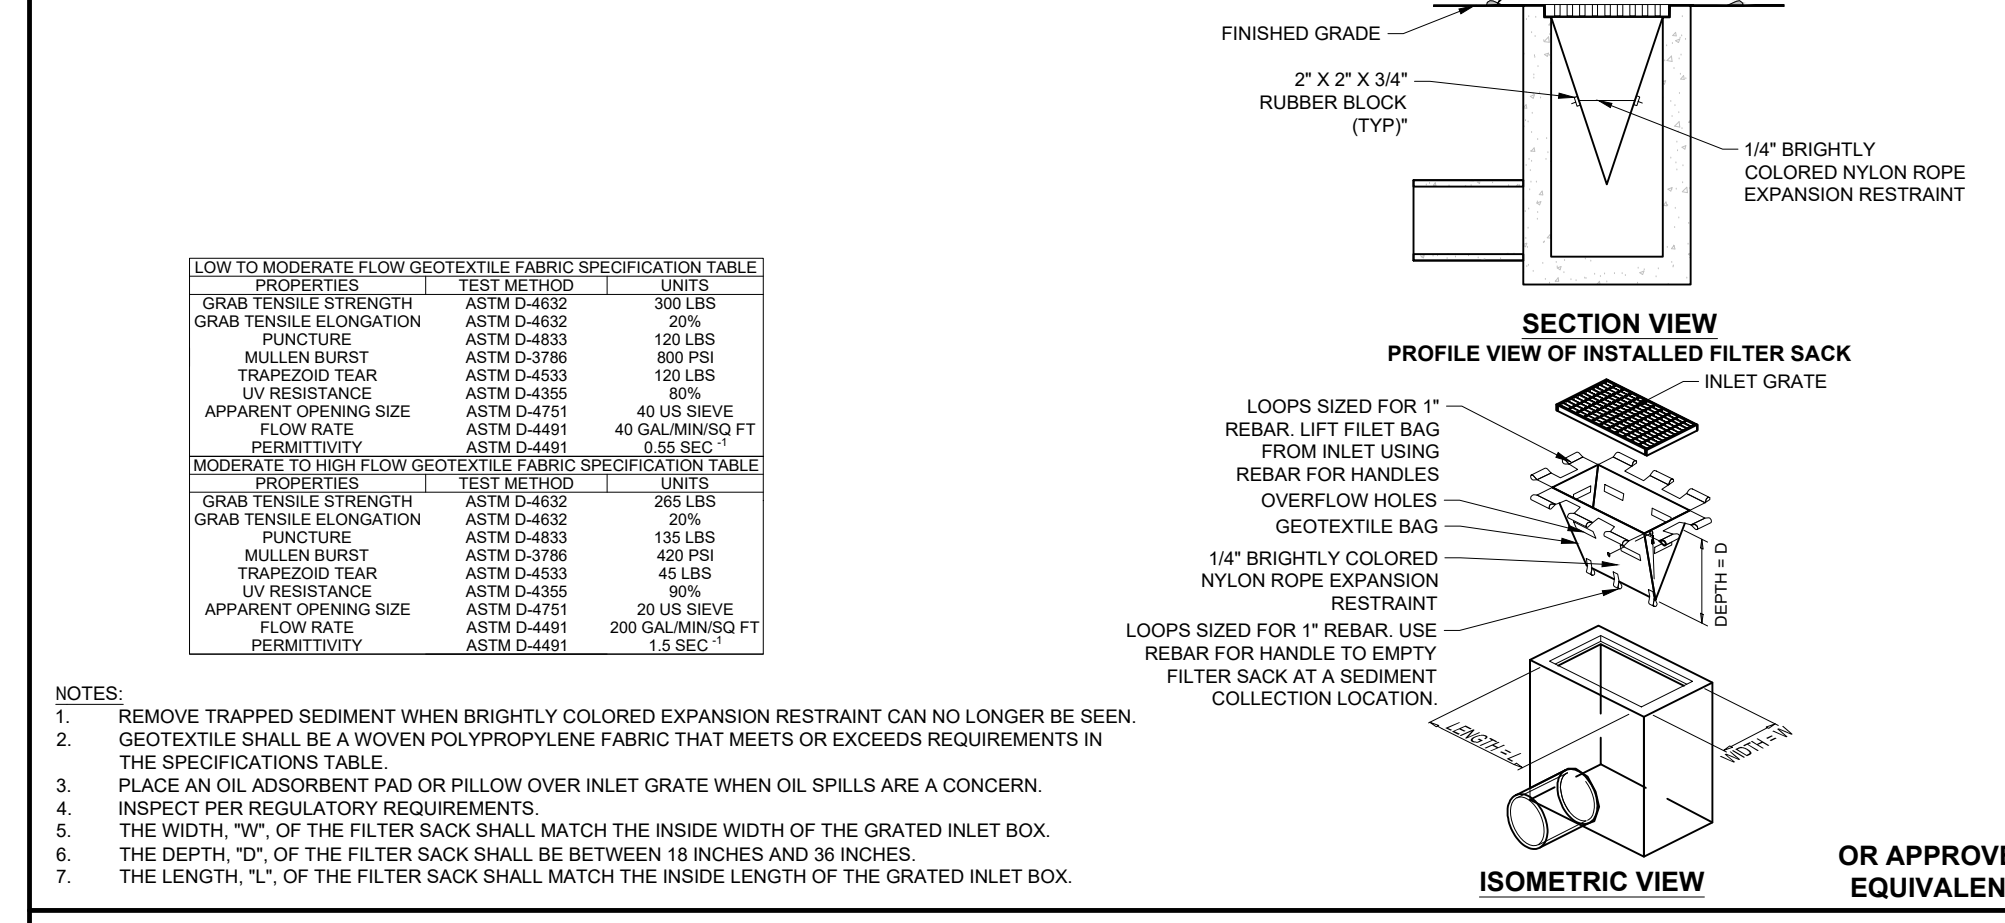 FINISHED GRADE
2" X 2" X 3/4"
RUBBER BLOCK
(TYP)"
1/4" BRIGHTLY
COLORED NYLON ROPE
EXPANSION RESTRAINT
SECTION VIEW
PROFILE VIEW OF INSTALLED FILTER SACK
LOW TO MODERATE FLOW GEOTEXTILE FABRIC SPECIFICATION TABLE
PROPERTIES TEST METHOD UNITS
GRAB TENSILE STRENGTH ASTM D-4632 300 LBS
GRAB TENSILE ELONGATION ASTM D-4632 20%
PUNCTURE ASTM D-4833 120 LBS
MULLEN BURST ASTM D-3786 800 PSI
TRAPEZOID TEAR ASTM D-4533 120 LBS
UV RESISTANCE ASTM D-4355 80%
APPARENT OPENING SIZE ASTM D-4751 40 US SIEVE
FLOW RATE ASTM D-4491 40 GAL/MIN/SQ FT
PERMITTIVITY ASTM D-4491 0.55 SEC -1
MODERATE TO HIGH FLOW GEOTEXTILE FABRIC SPECIFICATION TABLE
PROPERTIES TEST METHOD UNITS
GRAB TENSILE STRENGTH ASTM D-4632 265 LBS
GRAB TENSILE ELONGATION ASTM D-4632 20%
PUNCTURE ASTM D-4833 135 LBS
MULLEN BURST ASTM D-3786 420 PSI
TRAPEZOID TEAR ASTM D-4533 45 LBS
UV RESISTANCE ASTM D-4355 90%
APPARENT OPENING SIZE ASTM D-4751 20 US SIEVE
FLOW RATE ASTM D-4491 200 GAL/MIN/SQ FT
PERMITTIVITY ASTM D-4491 1.5 SEC -1
INLET GRATE
LOOPS SIZED FOR 1"
REBAR. LIFT FILET BAG
FROM INLET USING
REBAR FOR HANDLES
OVERFLOW HOLES
GEOTEXTILE BAG
1/4" BRIGHTLY COLORED
NYLON ROPE EXPANSION
RESTRAINT
LOOPS SIZED FOR 1" REBAR. USE
REBAR FOR HANDLE TO EMPTY
FILTER SACK AT A SEDIMENT
COLLECTION LOCATION.
DEPTH = D
LENGTH = L
WIDTH = W
ISOMETRIC VIEW
NOTES:
1. REMOVE TRAPPED SEDIMENT WHEN BRIGHTLY COLORED EXPANSION RESTRAINT CAN NO LONGER BE SEEN.
2. GEOTEXTILE SHALL BE A WOVEN POLYPROPYLENE FABRIC THAT MEETS OR EXCEEDS REQUIREMENTS IN
THE SPECIFICATIONS TABLE.
3. PLACE AN OIL ADSORBENT PAD OR PILLOW OVER INLET GRATE WHEN OIL SPILLS ARE A CONCERN.
4. INSPECT PER REGULATORY REQUIREMENTS.
5. THE WIDTH, "W", OF THE FILTER SACK SHALL MATCH THE INSIDE WIDTH OF THE GRATED INLET BOX.
6. THE DEPTH, "D", OF THE FILTER SACK SHALL BE BETWEEN 18 INCHES AND 36 INCHES.
7. THE LENGTH, "L", OF THE FILTER SACK SHALL MATCH THE INSIDE LENGTH OF THE GRATED INLET BOX.
OR APPROVE
EQUIVALEN